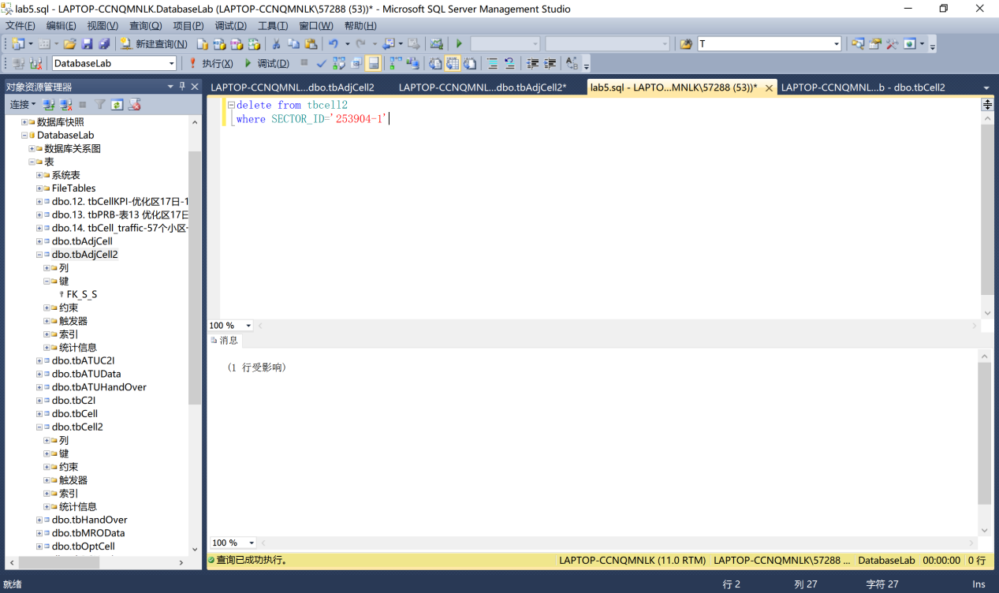 lab5.sql - LAPTOP-CCNQMNLK.DatabaseLab (LAPTOP-CCNQMNLK\57288 (53))* - Microsoft SQL Server Management Studio
文件(F) 编辑(E) 视图(V) 查询(Q) 项目(P) 调试(D) 工具(T) 窗口(W) 帮助(H)
新建查询(N) T
DatabaseLab 执行(X) 调试(D)
对象资源管理器
连接
数据库快照
DatabaseLab
数据库关系图
表
系统表
FileTables
dbo.12. tbCellKPI-优化区17日-1
dbo.13. tbPRB-表13 优化区17日
dbo.14. tbCell_traffic-57个小区-
dbo.tbAdjCell
dbo.tbAdjCell2
列
键
FK_S_S
约束
触发器
索引
统计信息
dbo.tbATUC2I
dbo.tbATUData
dbo.tbATUHandOver
dbo.tbC2I
dbo.tbCell
dbo.tbCell2
列
键
约束
触发器
索引
统计信息
dbo.tbHandOver
dbo.tbMROData
dbo.tbOptCell
LAPTOP-CCNQMNL...dbo.tbAdjCell2 LAPTOP-CCNQMNL...dbo.tbAdjCell2* lab5.sql - LAPTO...MNLK\57288 (53))* LAPTOP-CCNQMNL...b - dbo.tbCell2
delete from tbcell2
where SECTOR_ID='253904-1'
100 %
消息
(1 行受影响)
100 %
查询已成功执行。 LAPTOP-CCNQMNLK (11.0 RTM) LAPTOP-CCNQMNLK\57288 ... DatabaseLab 00:00:00 0 行
就绪 行 2 列 27 字符 27 Ins